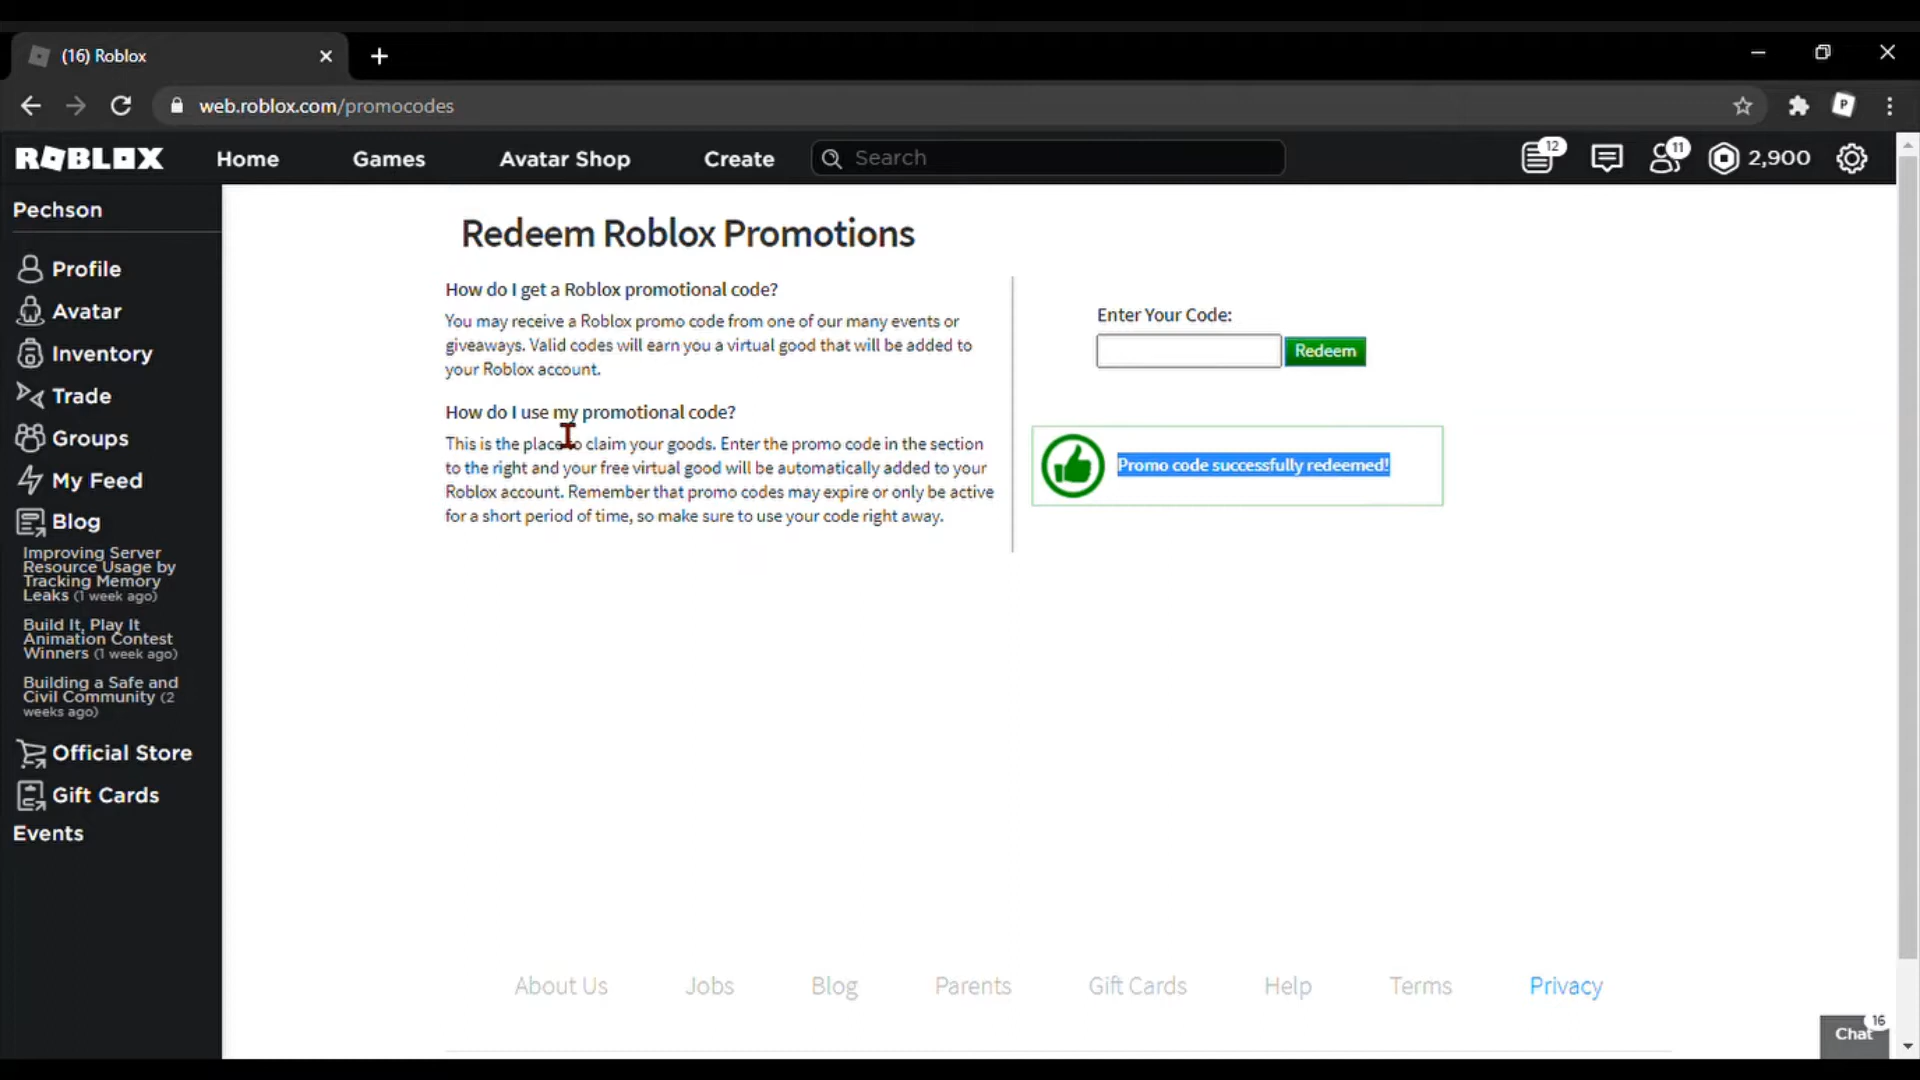 (16) Roblox
web.roblox.com/promocodes
ROBLOX
Home
Games
Avatar Shop
Create
Search
12
11
2,900
P
Pechson
Profile
Avatar
Inventory
Trade
Groups
My Feed
Blog
Improving Server
Resource Usage by
Tracking Memory
Leaks (1 week ago)
Build It, Play It
Animation Contest
Winners (1 week ago)
Building a Safe and
Civil Community (2
weeks ago)
Official Store
Gift Cards
Events
Redeem Roblox Promotions
How do I get a Roblox promotional code?
You may receive a Roblox promo code from one of our many events or
giveaways. Valid codes will earn you a virtual good that will be added to
your Roblox account.
How do I use my promotional code?
This is the place to claim your goods. Enter the promo code in the section
to the right and your free virtual good will be automatically added to your
Roblox account. Remember that promo codes may expire or only be active
for a short period of time, so make sure to use your code right away.
Enter Your Code:
Redeem
Promo code successfully redeemed!
About Us
Jobs
Blog
Parents
Gift Cards
Help
Terms
Privacy
Chat
16